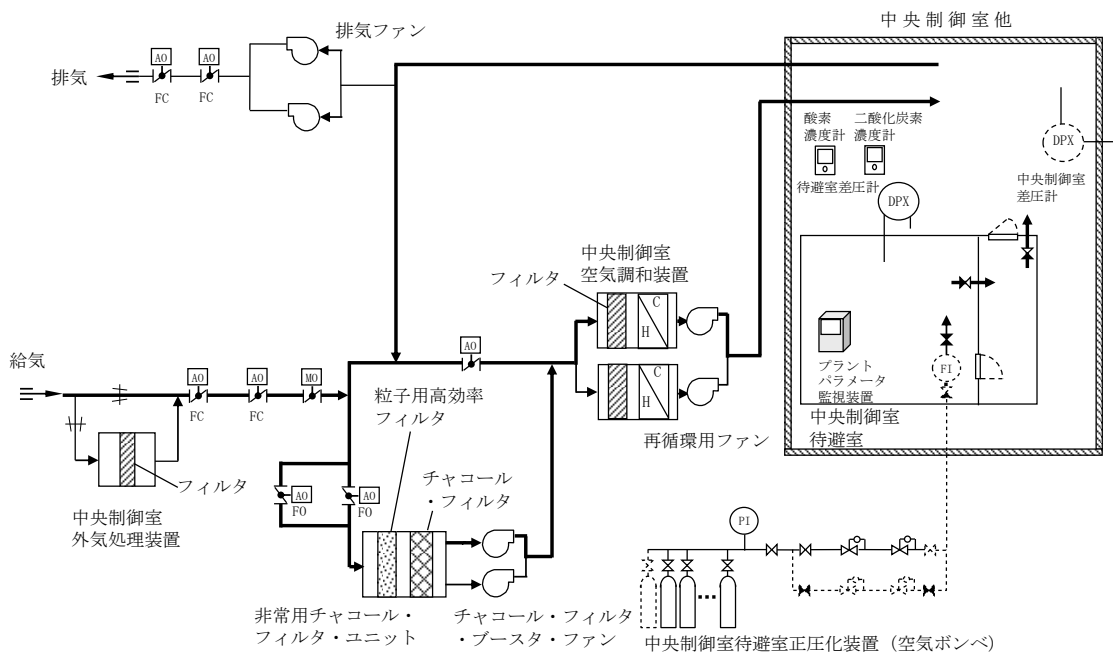 中央制御室他
排気ファン
AO
AO
排気
FC
FC
酸素
濃度計
二酸化炭素
濃度計
DPX
中央制御室
差圧計
待避室差圧計
DPX
中央制御室
空気調和装置
フィルタ
C
H
AO
給気
AO
AO
MO
FC
FC
C
H
プラント
パラメータ
監視装置
FI
中央制御室
待避室
粒子用高効率
フィルタ
再循環用ファン
フィルタ
チャコール
・フィルタ
AO
FO
AO
FO
中央制御室
外気処理装置
PI
非常用チャコール・
フィルタ・ユニット
チャコール・フィルタ
・ブースタ・ファン
中央制御室待避室正圧化装置（空気ボンベ）